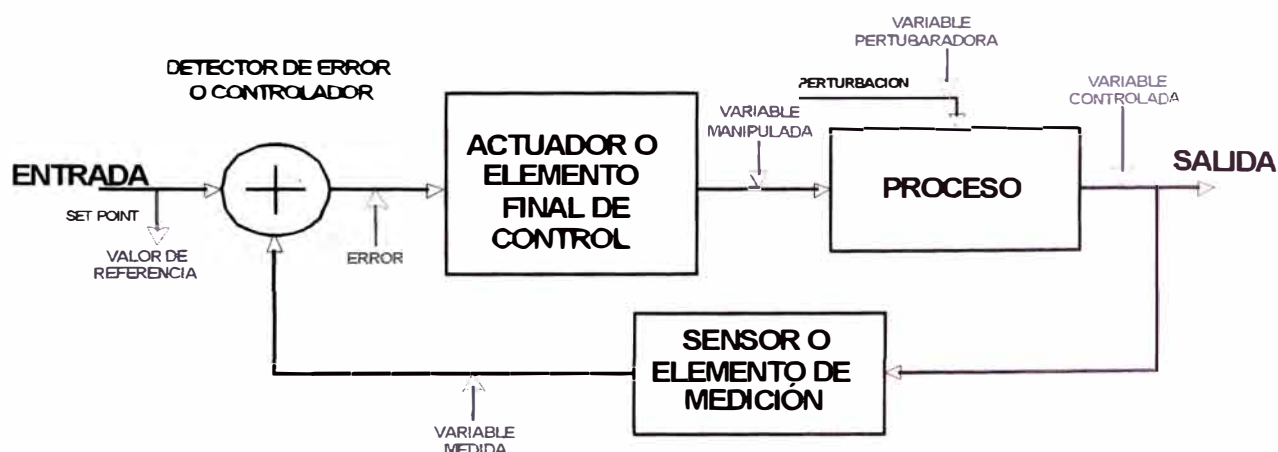 VARIABLE
PERTUBARADORA
DETECTOR DE ERROR
O CONTROLADOR
PERTURBACION
VARIABLE
CONTROLADA
VARIABLE
MANIPULADA
ENTRADA
SET POINT
VALOR DE
REFERENCIA
ERROR
ACTUADOR O
ELEMENTO
FINAL DE
CONTROL
PROCESO
SALIDA
SENSOR O
ELEMENTO DE
MEDICIÓN
VARIABLE
MEDIDA